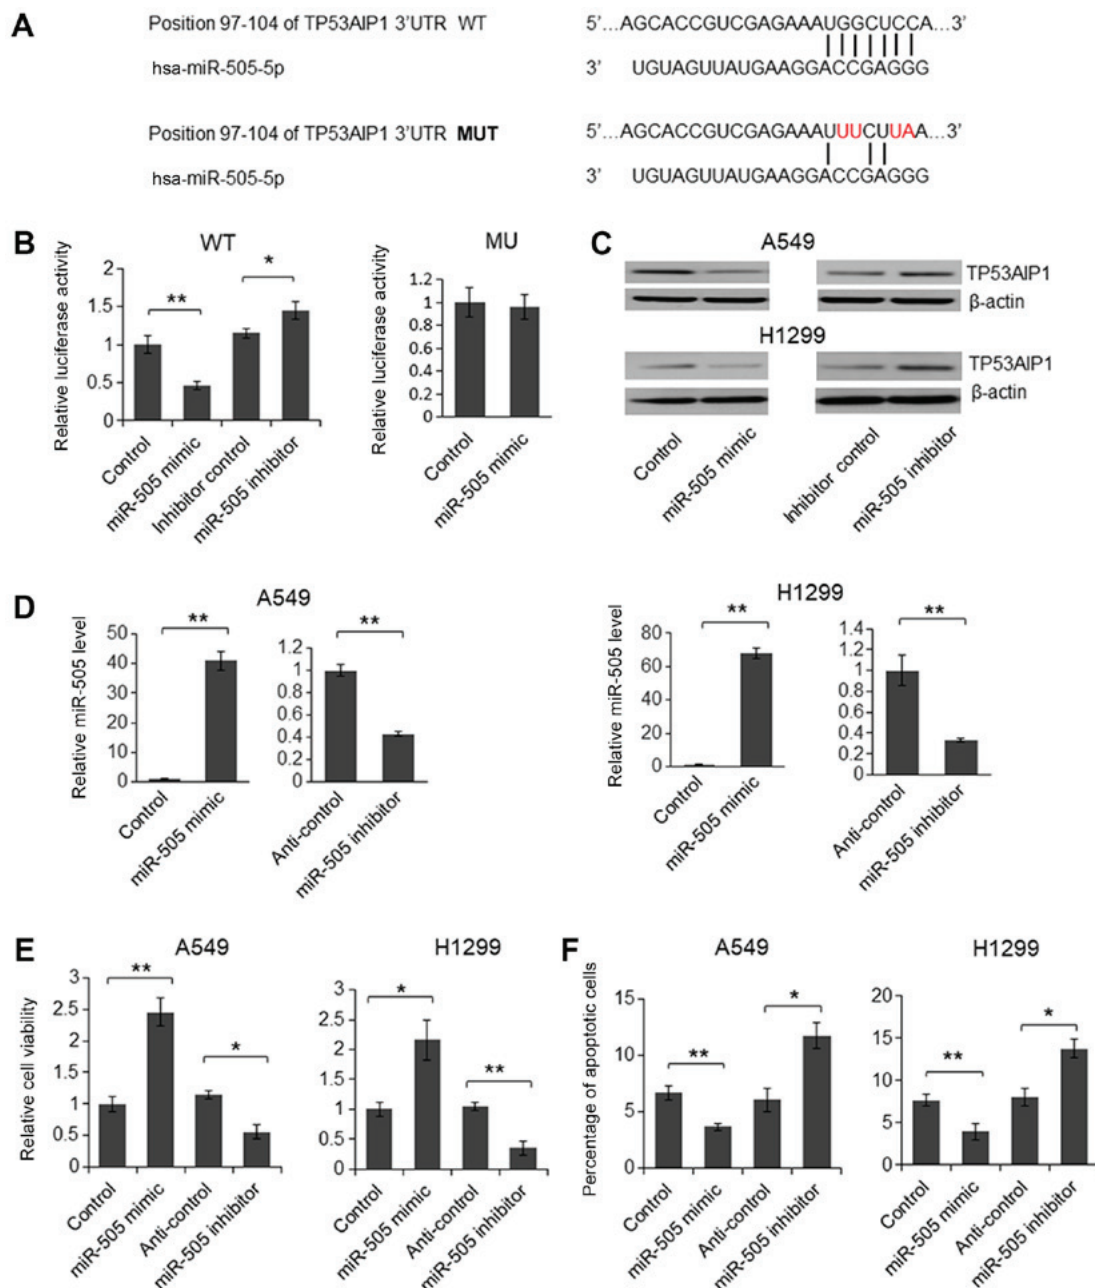 A
Position 97-104 of TP53AIP1 3'UTR WT
5' ...AGCACCGUCGAGAAAUGGCUCCA...3'
hsa-miR-505-5p
3' UGUAGUUAUGAAGGACCGAGGG
Position 97-104 of TP53AIP1 3'UTR MUT
5' ...AGCACCGUCGAGAAAUUUCUUAA...3'
hsa-miR-505-5p
3' UGUAGUUAUGAAGGACCGAGGG
B
WT
Relative luciferase activity
2
1.5
1
0.5
0
**
*
Control
miR-505 mimic
Inhibitor control
miR-505 inhibitor
MU
Relative luciferase activity
1.2
1
0.8
0.6
0.4
0.2
0
Control
miR-505 mimic
C
A549
TP53AIP1
β-actin
H1299
TP53AIP1
β-actin
Control
miR-505 mimic
Inhibitor control
miR-505 inhibitor
D
A549
Relative miR-505 level
50
40
30
20
10
0
**
Control
miR-505 mimic
1.2
1
0.8
0.6
0.4
0.2
0
**
Anti-control
miR-505 inhibitor
H1299
Relative miR-505 level
80
60
40
20
0
**
Control
miR-505 mimic
1.4
1.2
1
0.8
0.6
0.4
0.2
0
**
Anti-control
miR-505 inhibitor
E
A549
Relative cell viability
3
2.5
2
1.5
1
0.5
0
**
*
Control
miR-505 mimic
Anti-control
miR-505 inhibitor
H1299
3
2.5
2
1.5
1
0.5
0
*
**
Control
miR-505 mimic
Anti-control
miR-505 inhibitor
F
A549
Percentage of apoptotic cells
15
10
5
0
**
*
Control
miR-505 mimic
Anti-control
miR-505 inhibitor
H1299
20
15
10
5
0
**
*
Control
miR-505 mimic
Anti-control
miR-505 inhibitor